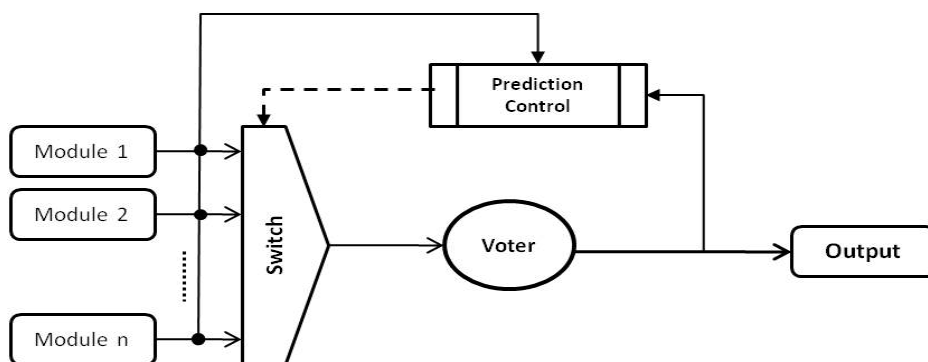 Prediction
Control
Module 1
Module 2
Switch
Voter
Output
Module n